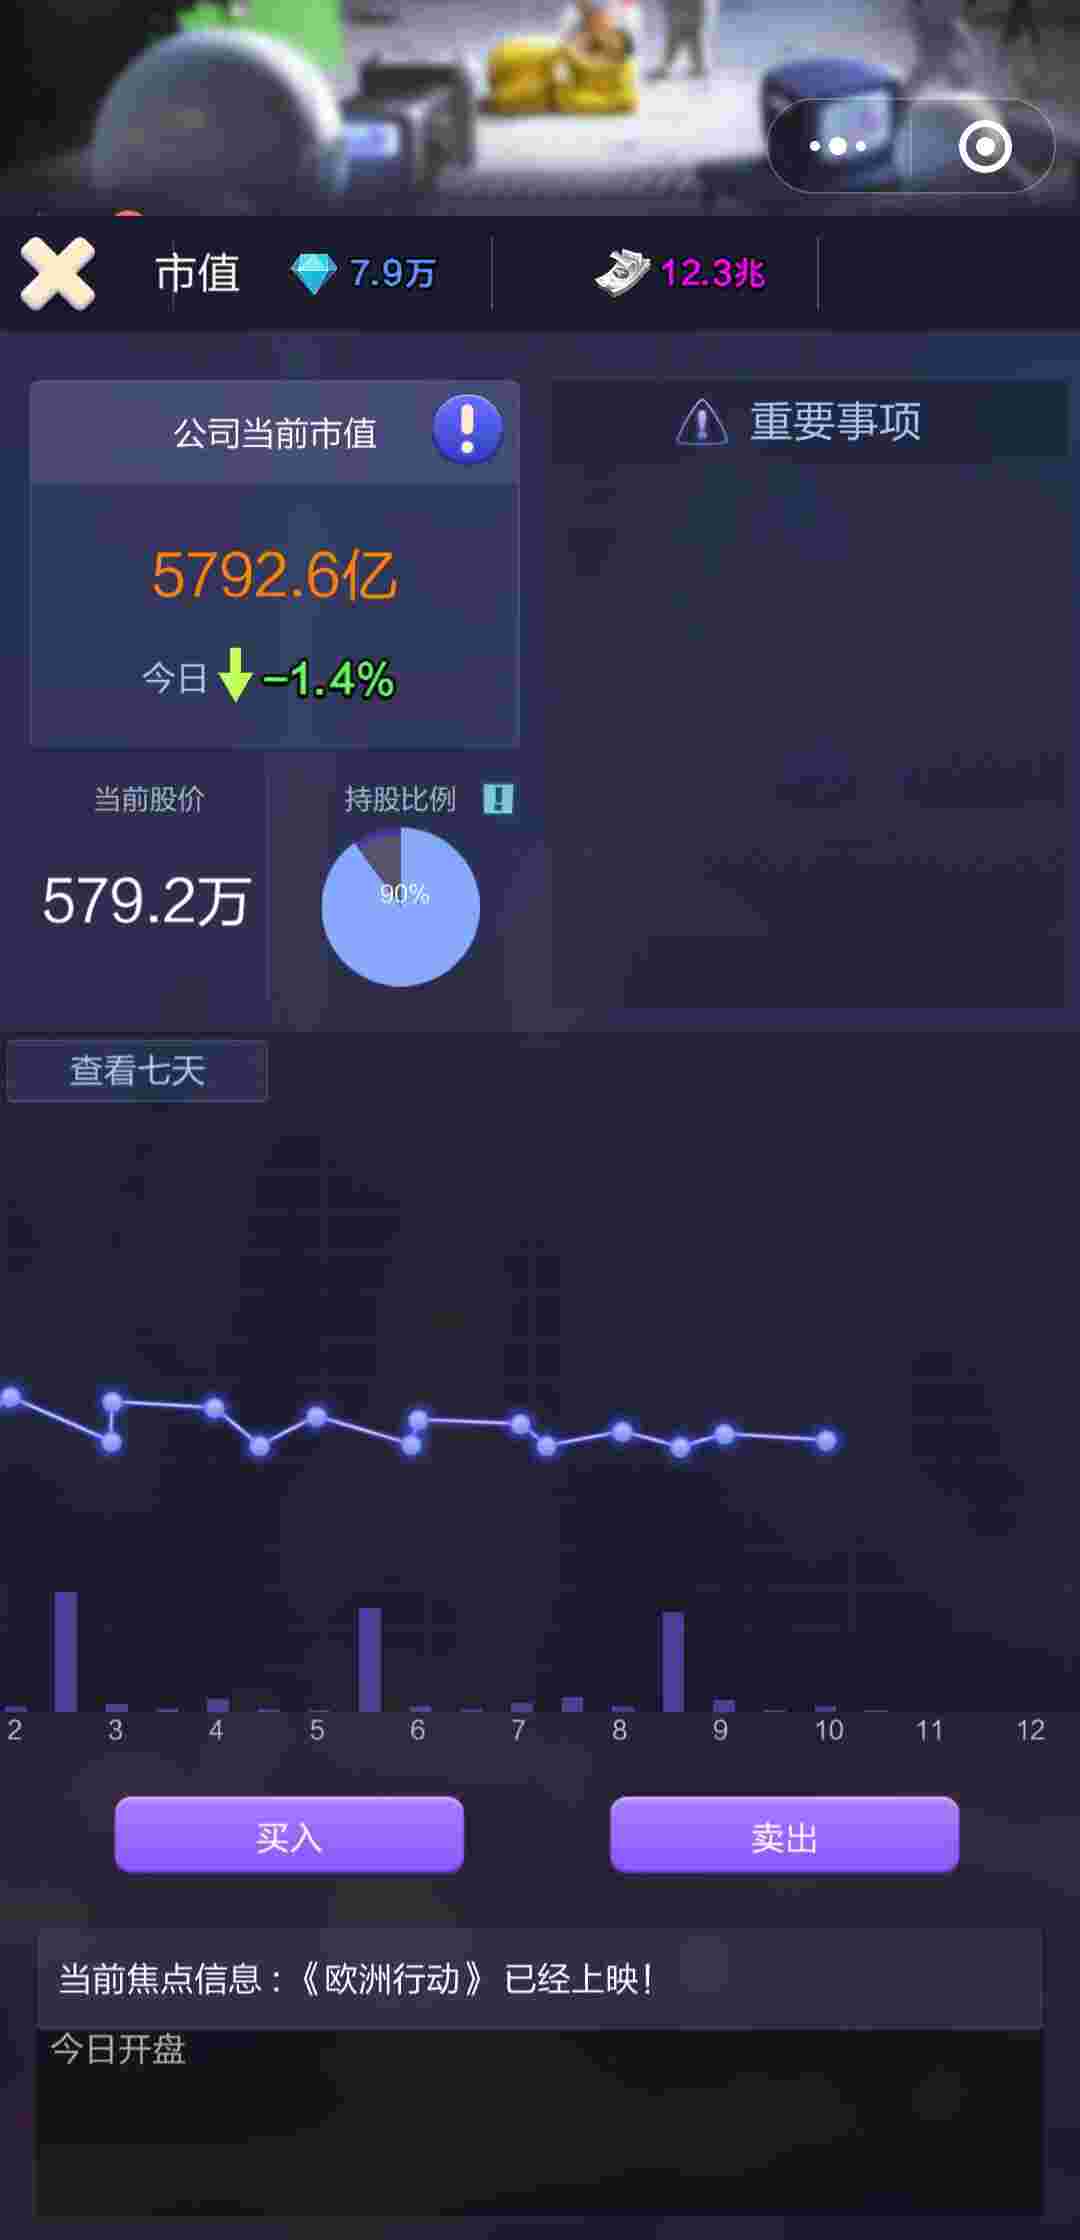 市值 7.9万 12.3兆
公司当前市值
重要事项
5792.6亿
今日 -1.4%
当前股价
持股比例
579.2万
90%
查看七天
2 3 4 5 6 7 8 9 10 11 12
买入 卖出
当前焦点信息：《欧洲行动》 已经上映！
今日开盘